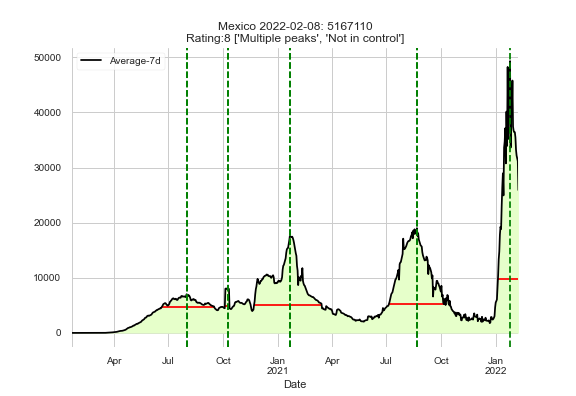 Mexico 2022-02-08: 5167110
Rating:8 ['Multiple peaks', 'Not in control']
Average-7d
50000
40000
30000
20000
10000
0
Apr Jul Oct Jan Apr Jul Oct Jan
2021 2022
Date